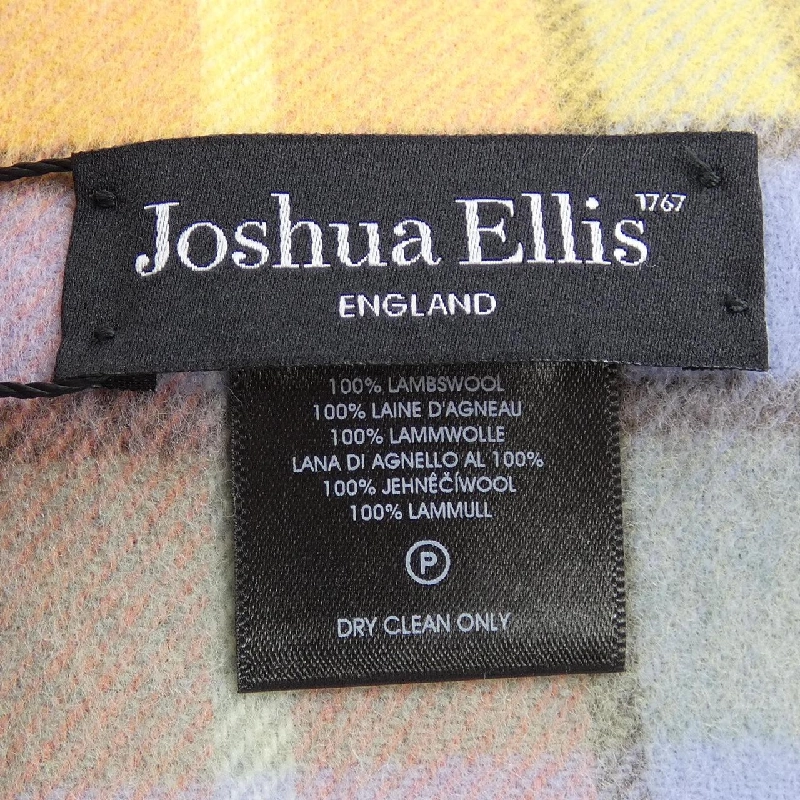 Joshua Ellis 1767
ENGLAND
100% LAMBSWOOL
100% LAINE D'AGNEAU
100% LAMMWOLLE
LANA DI AGNELLO AL 100%
100% JEHNĚČÍWOOL
100% LAMMULL
P
DRY CLEAN ONLY